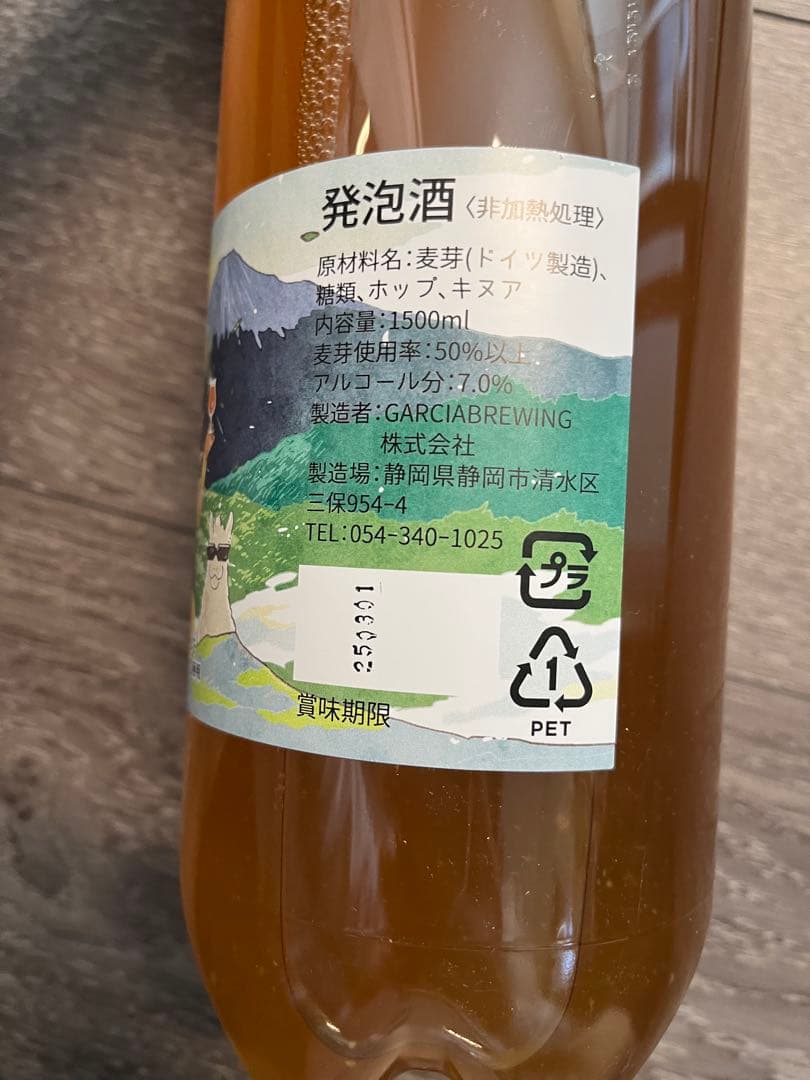 発泡酒〈非加熱処理〉
原材料名:麦芽(ドイツ製造)、
糖類、ホップ、キヌア
内容量:1500ml
麦芽使用率:50%以上
アルコール分:7.0%
製造者:GARCIABREWING
株式会社
製造場:静岡県静岡市清水区
三保954-4
TEL:054-340-1025
250301
賞味期限
プラ
1
PET